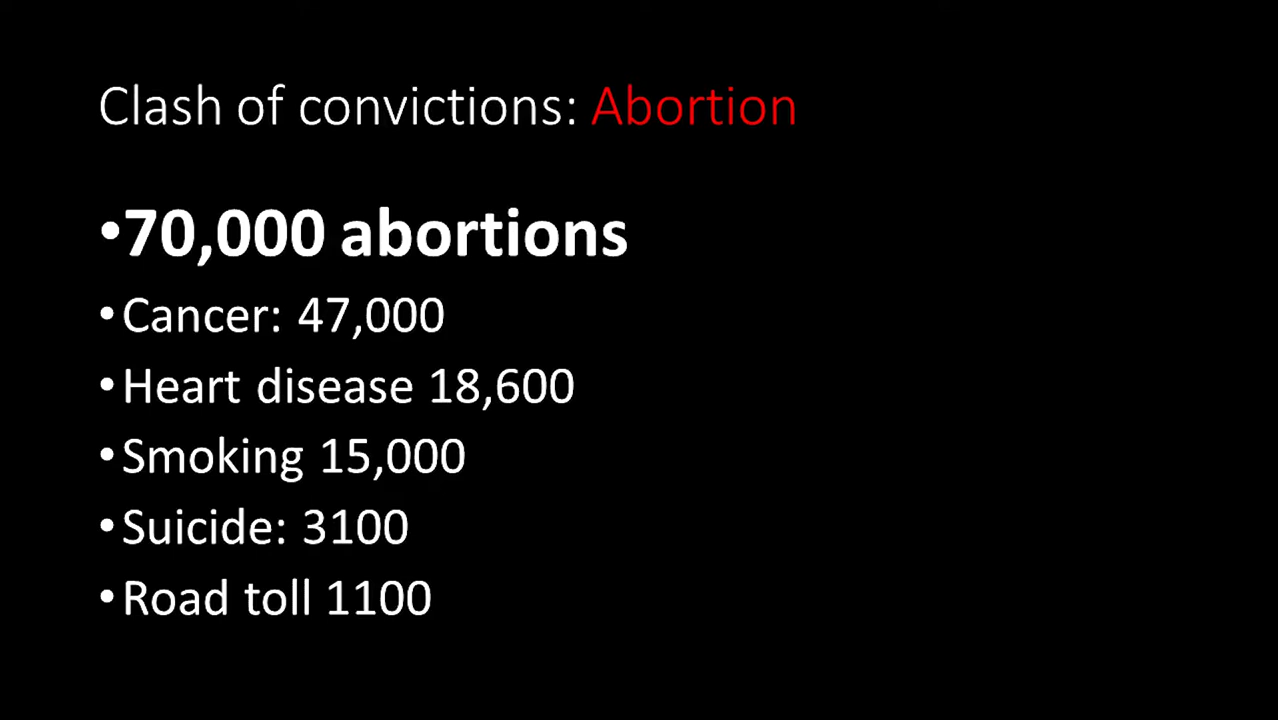 Clash of convictions: Abortion
•70,000 abortions
•Cancer: 47,000
•Heart disease 18,600
•Smoking 15,000
•Suicide: 3100
•Road toll 1100